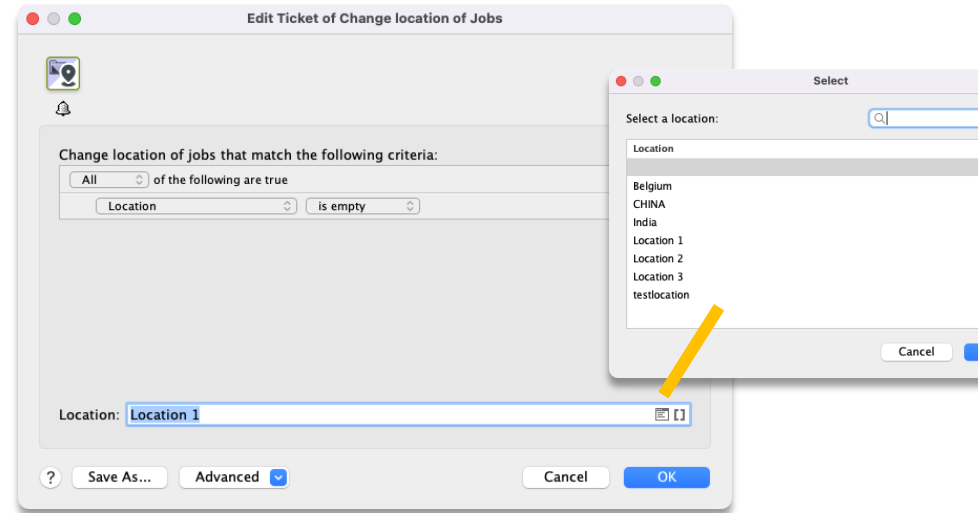 Edit Ticket of Change location of Jobs
Change location of jobs that match the following criteria:
All of the following are true
Location is empty
Location: Location 1
? Save As... Advanced Cancel OK
Select
Select a location:
Location
Belgium
CHINA
India
Location 1
Location 2
Location 3
testlocation
Cancel